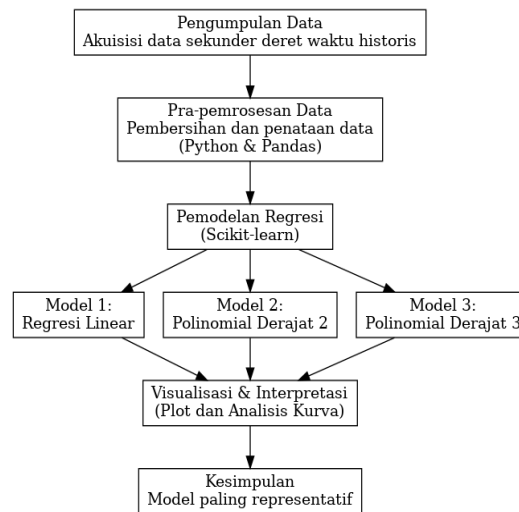 Pengumpulan Data
Akuisisi data sekunder deret waktu historis
Pra-pemrosesan Data
Pembersihan dan penataan data
(Python & Pandas)
Pemodelan Regresi
(Scikit-learn)
Model 1:
Regresi Linear
Model 2:
Polinomial Derajat 2
Model 3:
Polinomial Derajat 3
Visualisasi & Interpretasi
(Plot dan Analisis Kurva)
Kesimpulan
Model paling representatif